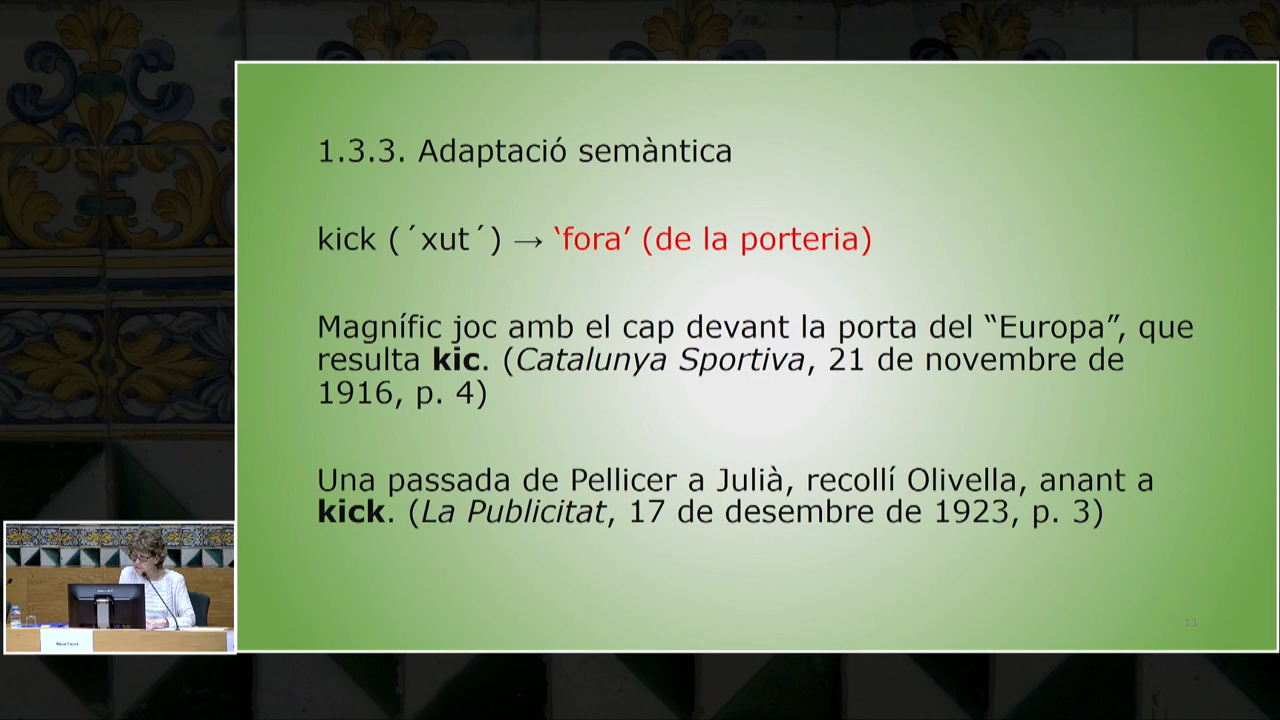 1.3.3. Adaptació semàntica
kick (´xut´) → ‘fora’ (de la porteria)
Magnífic joc amb el cap devant la porta del “Europa”, que
resulta kic. (Catalunya Sportiva, 21 de novembre de
1916, p. 4)
Una passada de Pellicer a Julià, recollí Olivella, anant a
kick. (La Publicitat, 17 de desembre de 1923, p. 3)
13